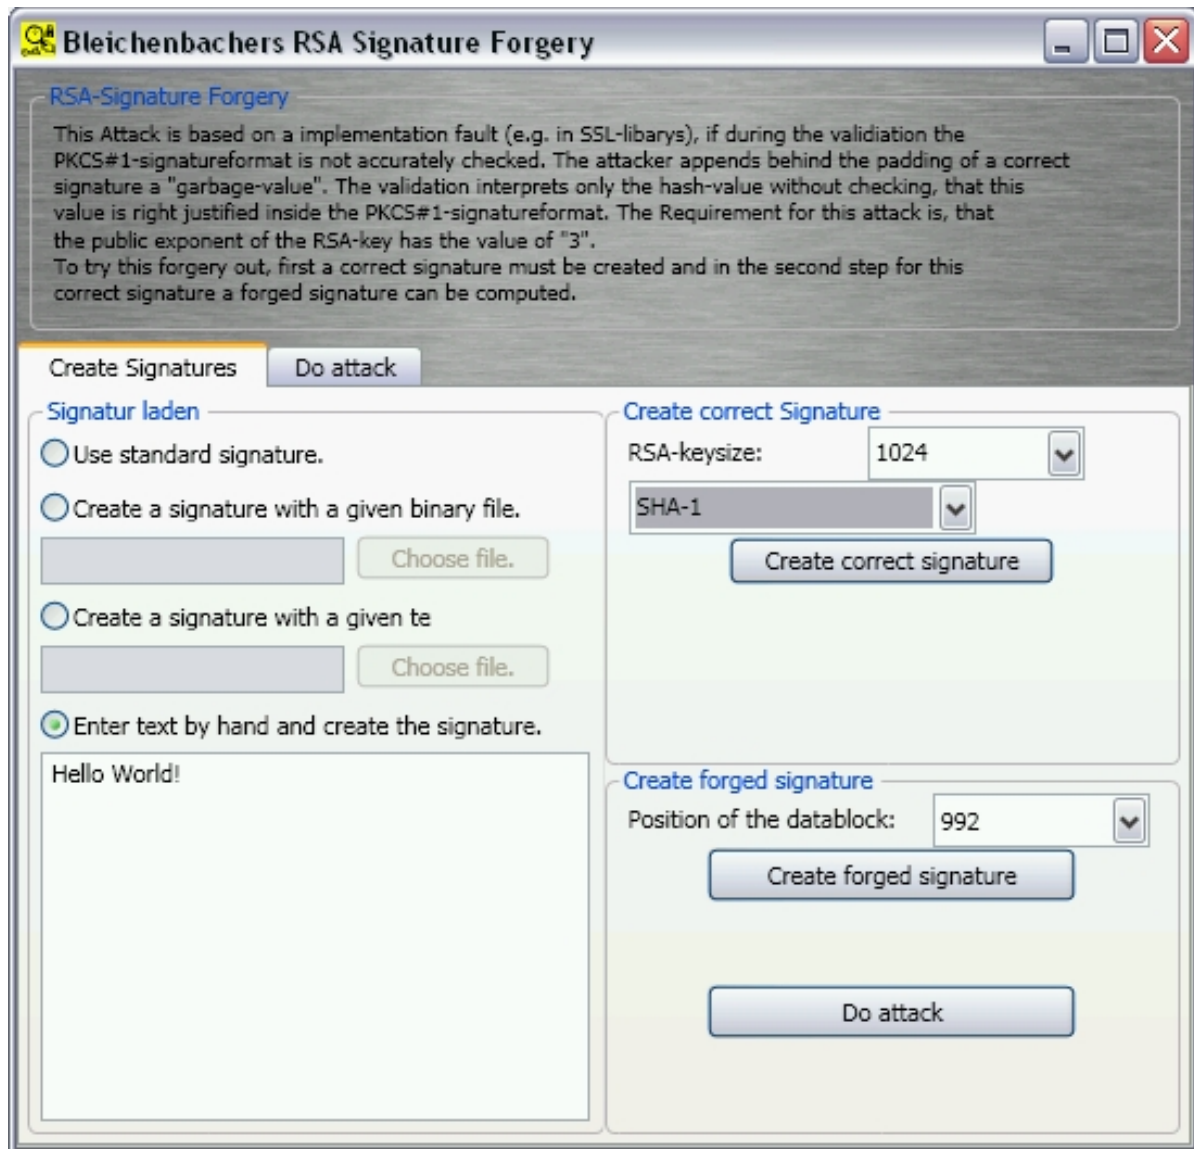 Bleichenbachers RSA Signature Forgery
RSA-Signature Forgery
This Attack is based on a implementation fault (e.g. in SSL-libarys), if during the validiation the
PKCS#1-signatureformat is not accurately checked. The attacker appends behind the padding of a correct
signature a "garbage-value". The validation interprets only the hash-value without checking, that this
value is right justified inside the PKCS#1-signatureformat. The Requirement for this attack is, that
the public exponent of the RSA-key has the value of "3".
To try this forgery out, first a correct signature must be created and in the second step for this
correct signature a forged signature can be computed.
Create Signatures
Do attack
Signatur laden
Use standard signature.
Create a signature with a given binary file.
Choose file.
Create a signature with a given te
Choose file.
Enter text by hand and create the signature.
Hello World!
Create correct Signature
RSA-keysize:
1024
SHA-1
Create correct signature
Create forged signature
Position of the datablock:
992
Create forged signature
Do attack